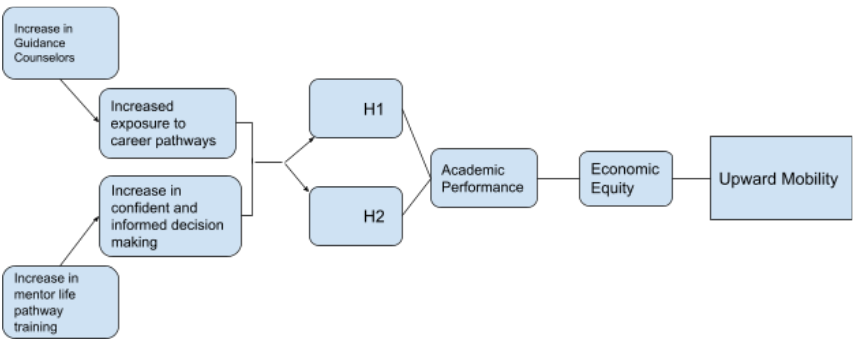 Increase in
Guidance
Counselors
Increased
exposure to
career pathways
Increase in
confident and
informed decision
making
Increase in
mentor life
pathway
training
H1
H2
Academic
Performance
Economic
Equity
Upward Mobility